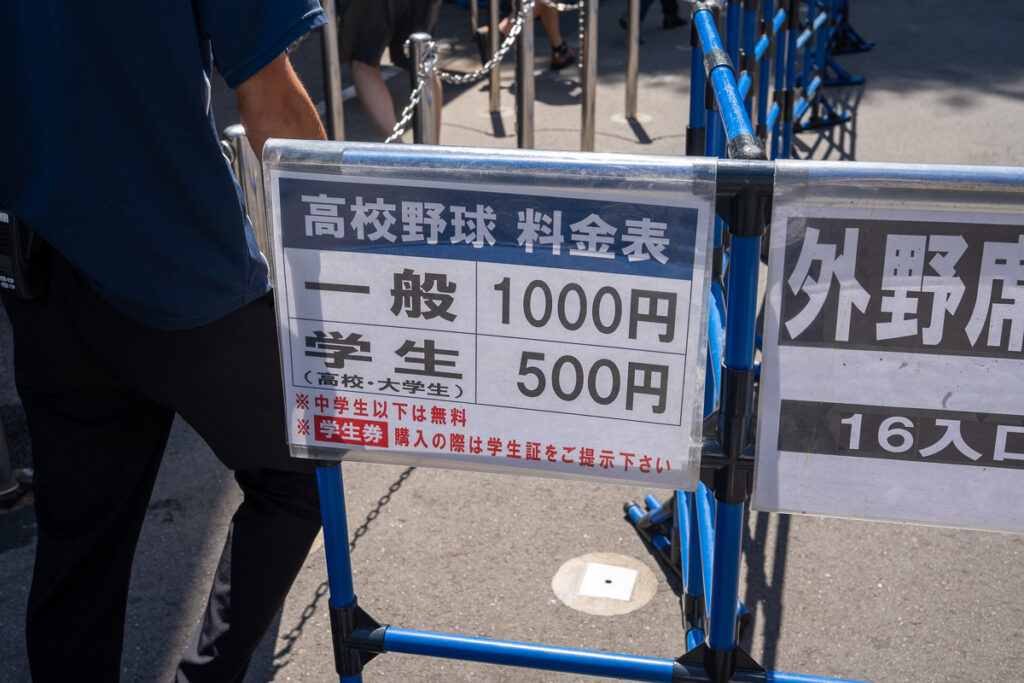 高校野球 料金表
一般 1000円
学生 500円
(高校・大学生)
※中学生以下は無料
※学生券 購入の際は学生証をご提示下さい
外野席
16入口